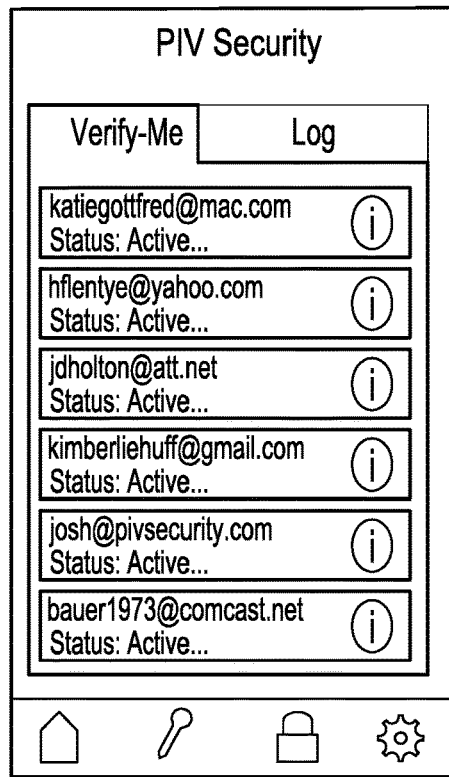 PIV Security
Verify-Me
Log
katiegottfred@mac.com
Status: Active...
hflentye@yahoo.com
Status: Active...
jdholton@att.net
Status: Active...
kimberliehuff@gmail.com
Status: Active...
josh@pivsecurity.com
Status: Active...
bauer1973@comcast.net
Status: Active...